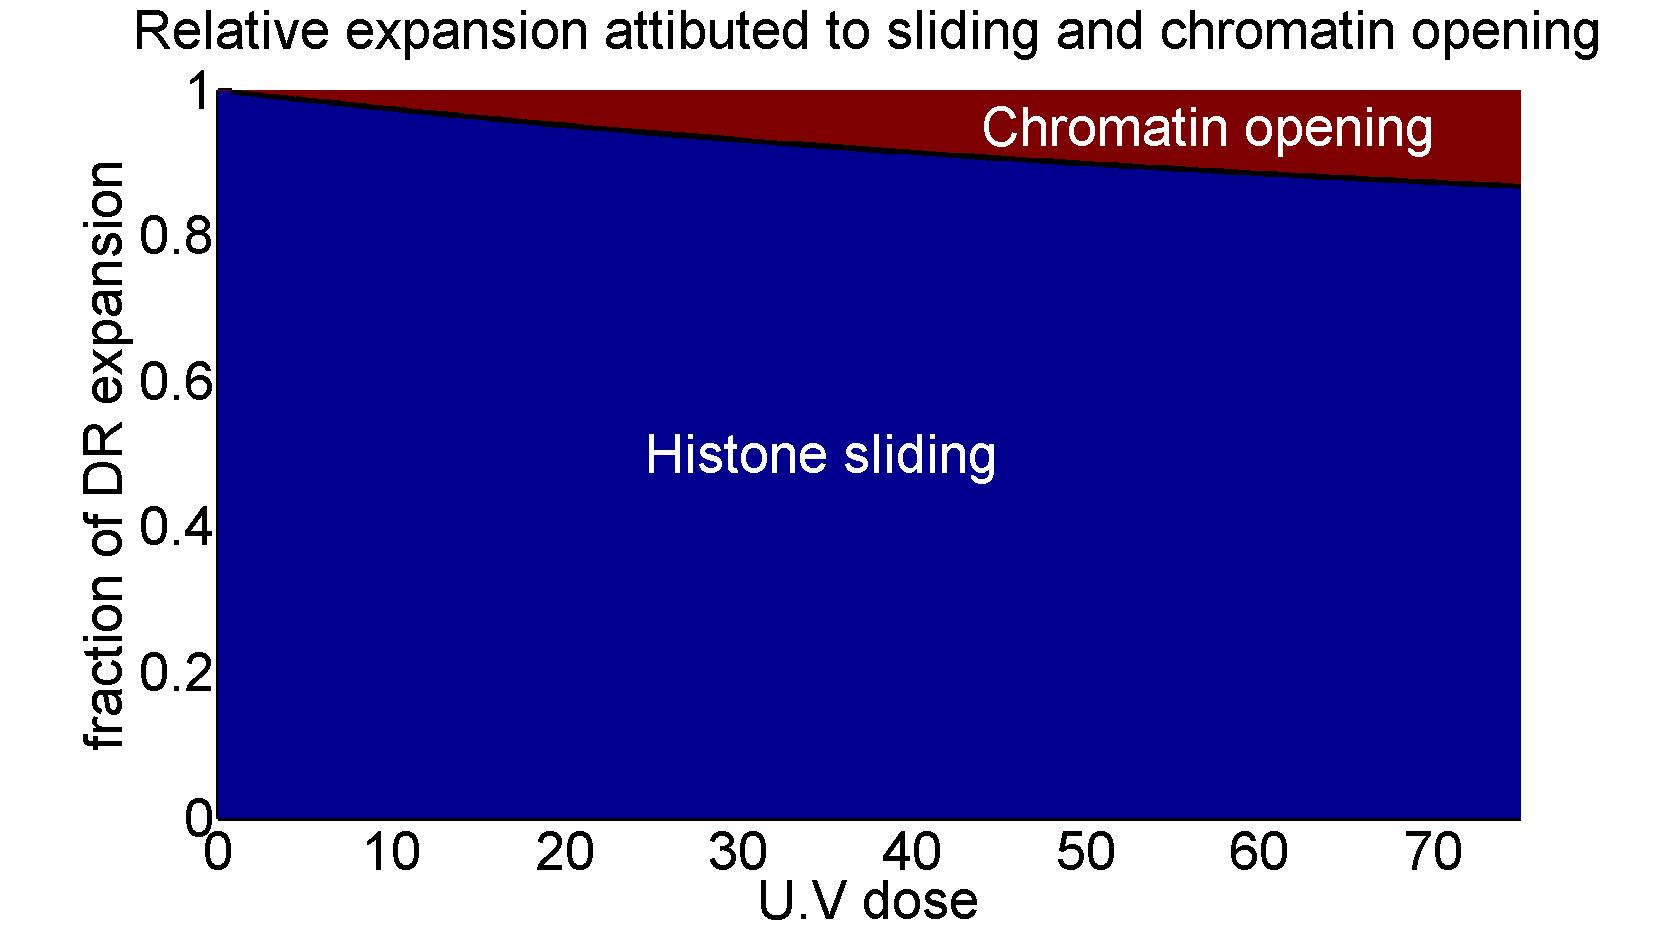 Relative expansion attibuted to sliding and chromatin opening
fraction of DR expansion
1
0.8
0.6
0.4
0.2
0
Chromatin opening
Histone sliding
0 10 20 30 40 50 60 70
U.V dose